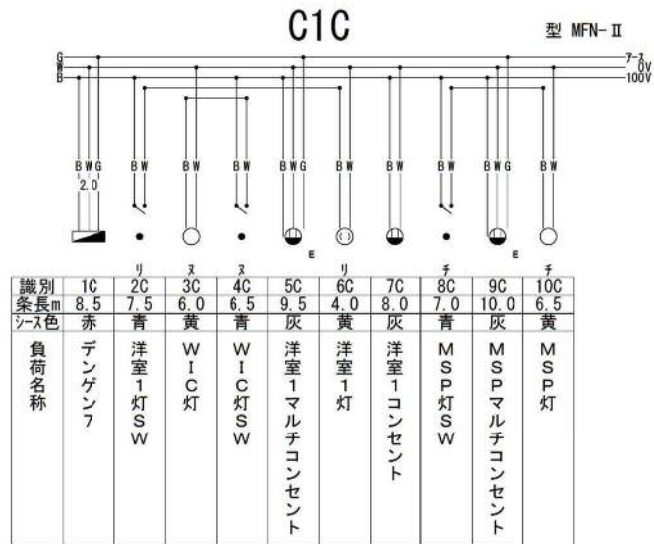 C1C
型 MFN-Ⅱ
G アース
W 0V
B 100V
B W G B W B W B W B W G B W B W B W B W G B W
2.0
E E
リ ヌ ヌ リ チ チ
識別 1C 2C 3C 4C 5C 6C 7C 8C 9C 10C
条長m 8.5 7.5 6.0 6.5 9.5 4.0 8.0 7.0 10.0 6.5
シース色 赤 青 黄 青 灰 黄 灰 青 灰 黄
負荷名称
デンゲン7
洋室1灯SW
WIC灯
WIC灯SW
洋室1マルチコンセント
洋室1灯
洋室1コンセント
MSP灯SW
MSPマルチコンセント
MSP灯